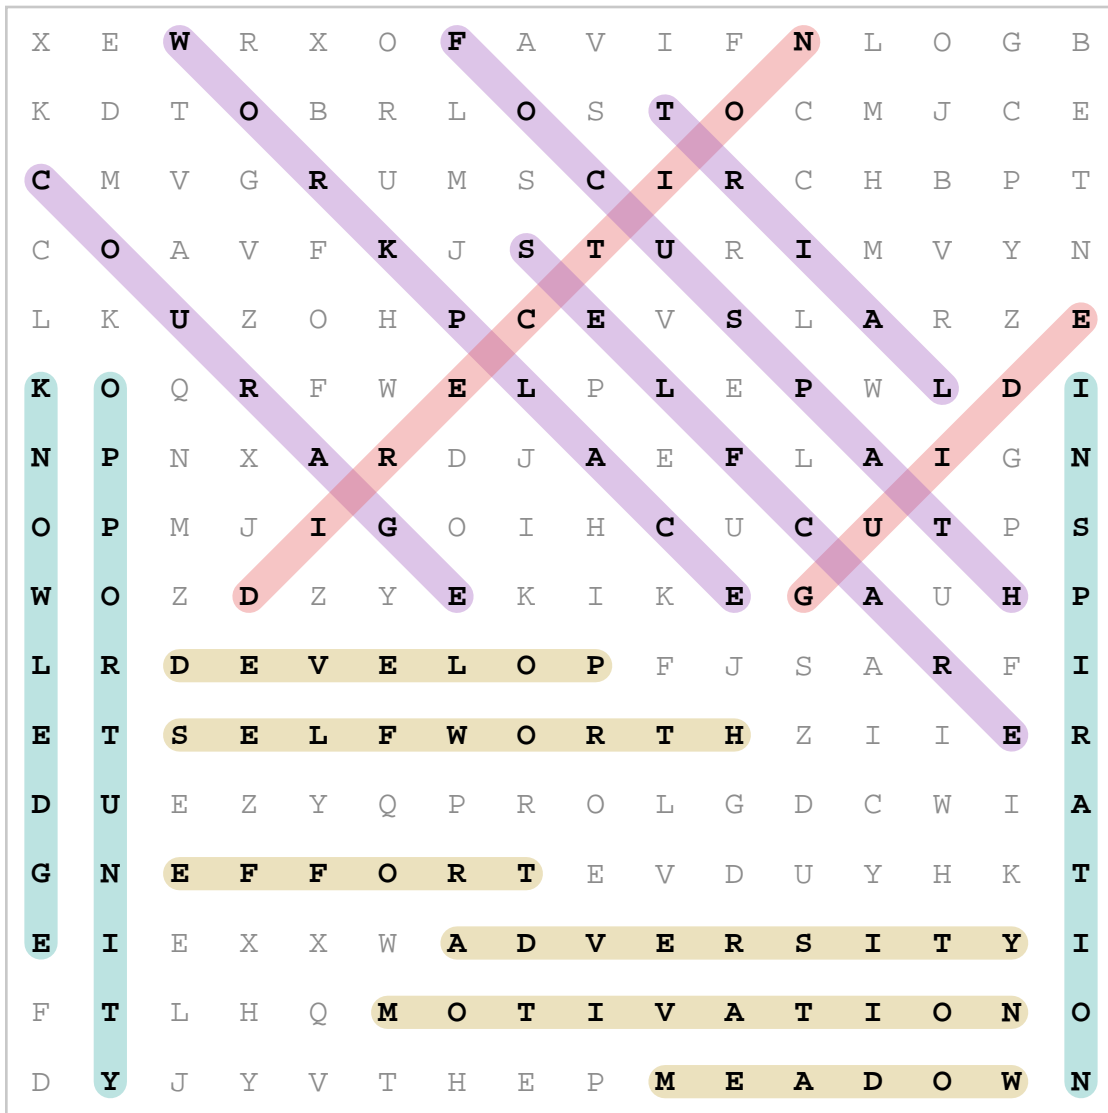 X E W R X O F A V I F N L O G B
K D T O B R L O S T O C M J C E
C M V G R U M S C I R C H B P T
C O A V F K J S T U R I M V Y N
L K U Z O H P C E V S L A R Z E
K O Q R F W E L P L E P W L D I
N P N X A R D J A E F L A I G N
O P M J I G O I H C U C U T P S
W O Z D Z Y E K I K E G A U H P
L R D E V E L O P F J S A R F I
E T S E L F W O R T H Z I I E R
D U E Z Y Q P R O L G D C W I A
G N E F F O R T E V D U Y H K T
E I E X X W A D V E R S I T Y I
F T L H Q M O T I V A T I O N O
D Y J Y V T H E P M E A D O W N